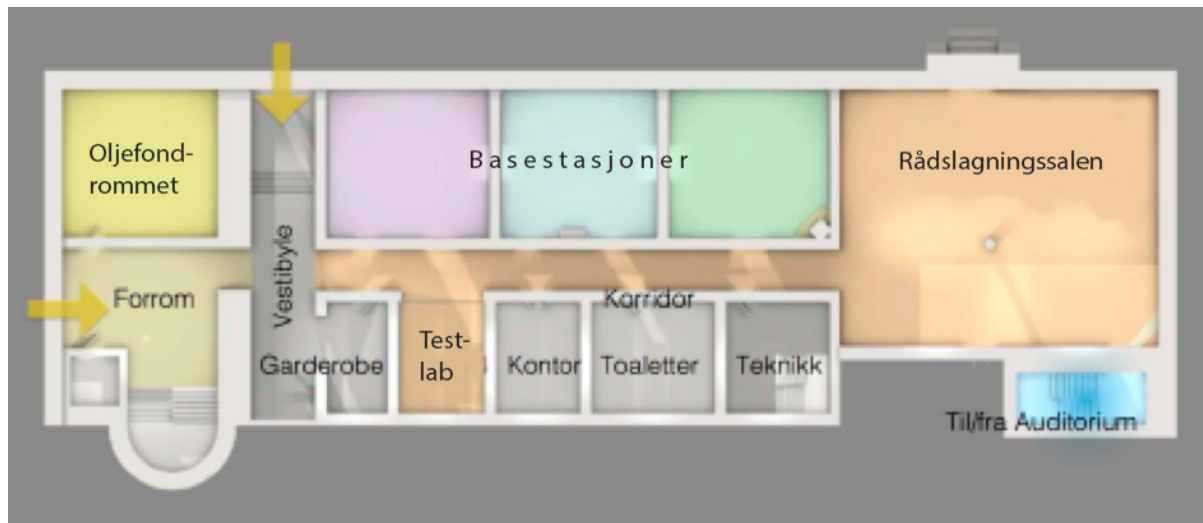 Oljefond-
rommet
Basestasjoner
Rådslagningssalen
Vestibyle
Forrom
Korridor
Garderobe
Test-
lab
Kontor
Toaletter
Teknikk
Til/fra Auditorium